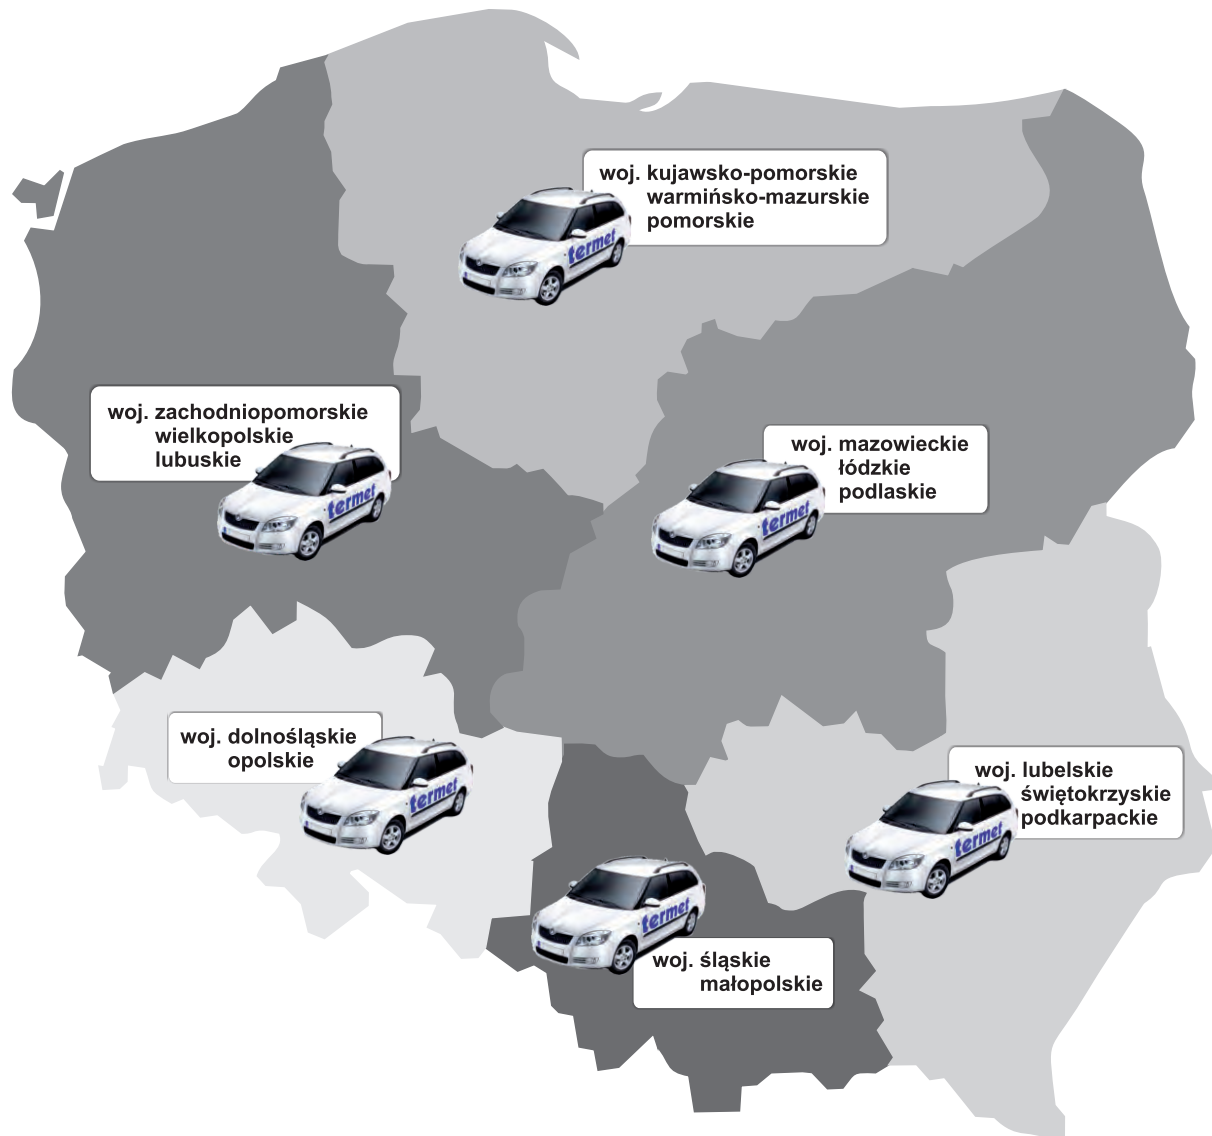 woj. kujawsko-pomorskie
warmińsko-mazurskie
pomorskie
termet
woj. zachodniopomorskie
wielkopolskie
lubuskie
termet
woj. mazowieckie
łódzkie
podlaskie
termet
woj. dolnośląskie
opolskie
termet
woj. lubelskie
świętokrzyskie
podkarpackie
termet
termet
woj. śląskie
małopolskie